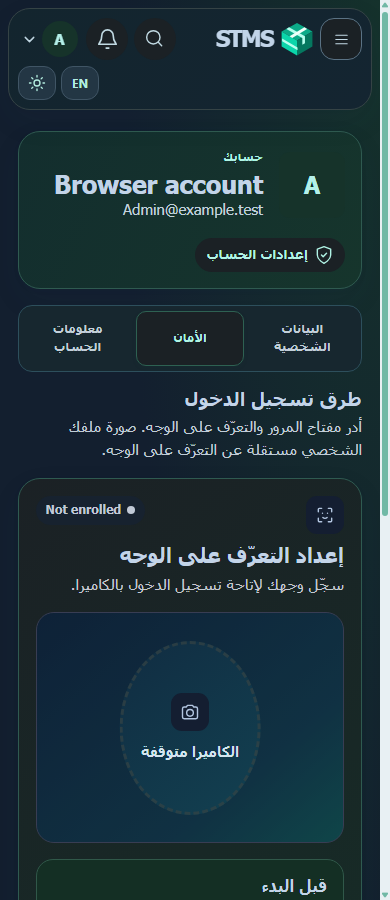 STMS
A
EN
حسابك
Browser account
A
Admin@example.test
إعدادات الحساب
البيانات الشخصية
الأمان
معلومات الحساب
طرق تسجيل الدخول
أدر مفتاح المرور والتعرّف على الوجه. صورة ملفك
الشخصي مستقلة عن التعرّف على الوجه.
Not enrolled
إعداد التعرّف على الوجه
سجّل وجهك لإتاحة تسجيل الدخول بالكاميرا.
الكاميرا متوقفة
قبل البدء